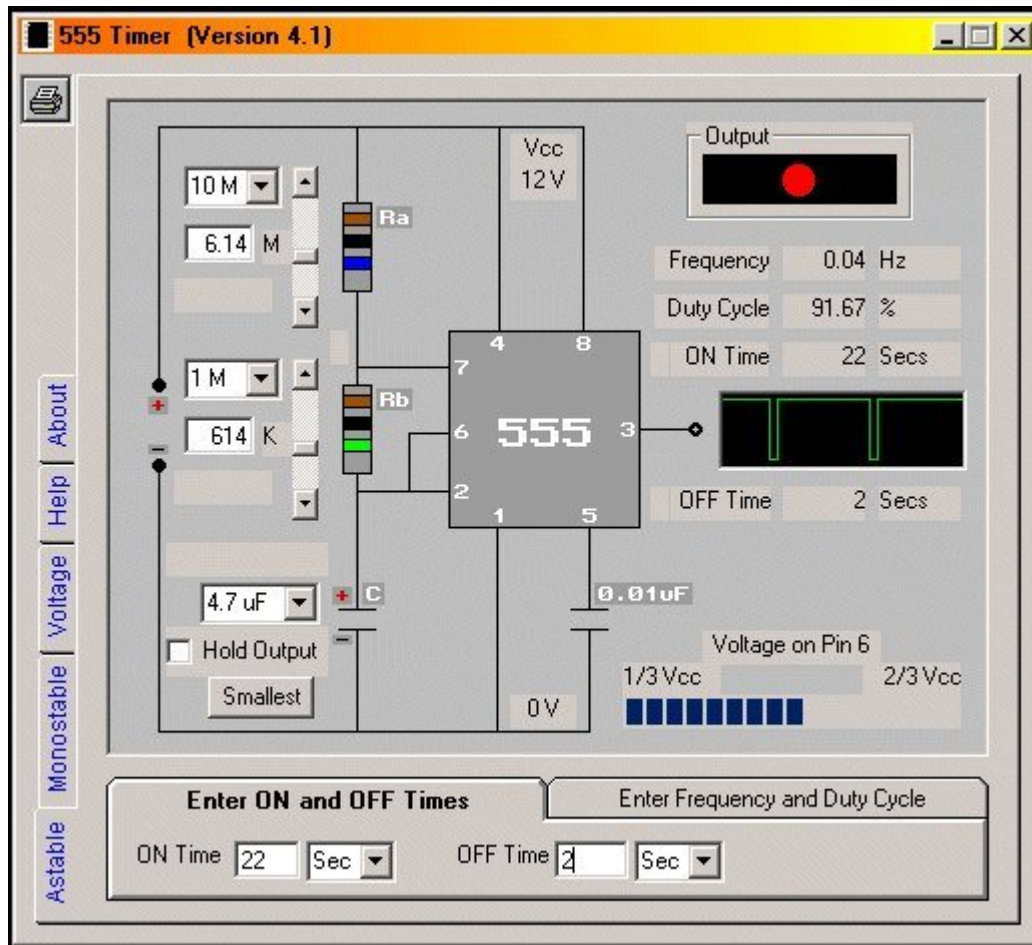 555 Timer (Version 4.1)
Vcc
12 V
Output
10 M
6.14 M
Ra
Frequency 0.04 Hz
Duty Cycle 91.67 %
ON Time 22 Secs
4 8
7
1 M
614 K
Rb
6 555 3
2
1 5
OFF Time 2 Secs
4.7 uF
+ C
0.01uF
Hold Output
Smallest
0 V
Voltage on Pin 6
1/3 Vcc 2/3 Vcc
About
Help
Voltage
Monostable
Astable
Enter ON and OFF Times
Enter Frequency and Duty Cycle
ON Time 22 Sec
OFF Time 2 Sec